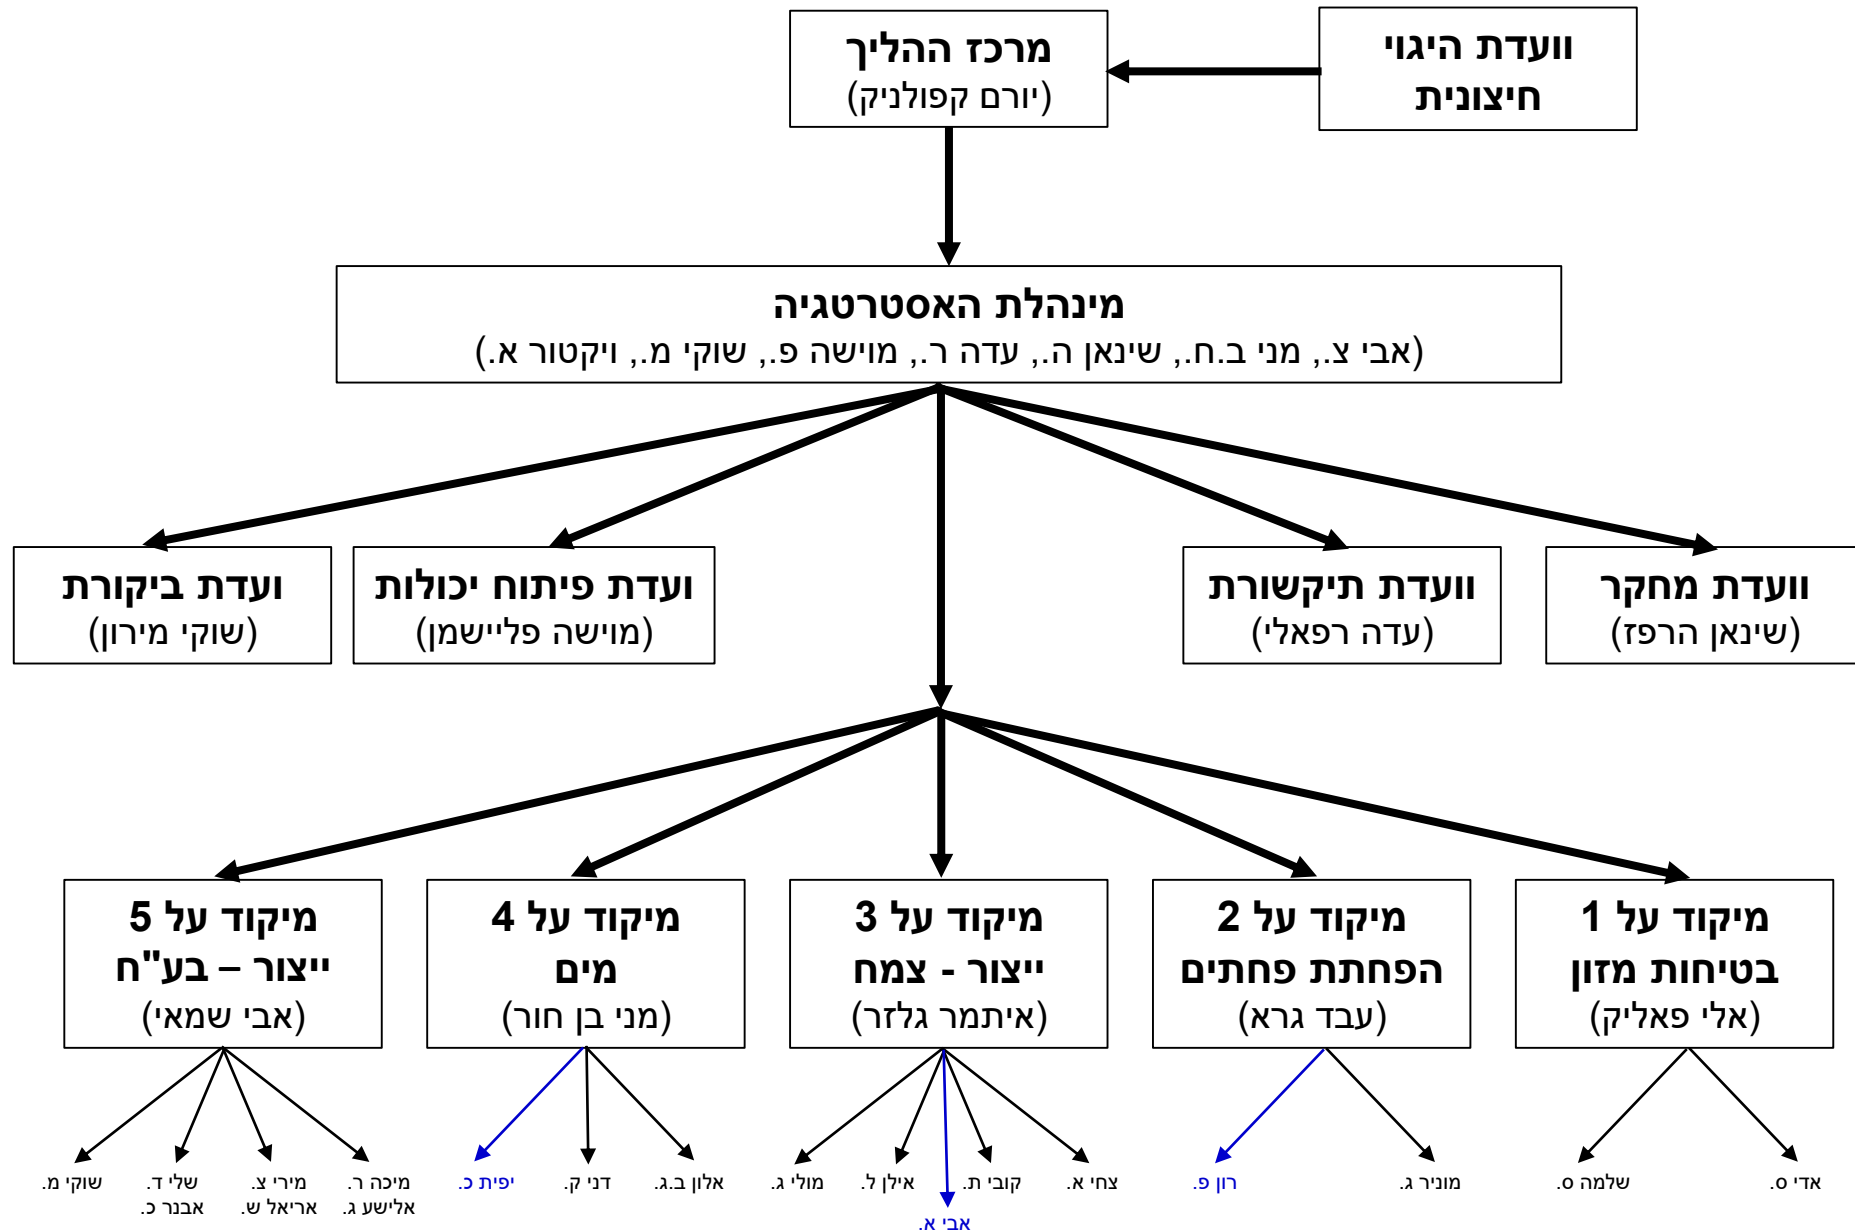 וועדת היגוי
חיצונית
מרכז ההליך
(יורם קפולניק)
מינהלת האסטרטגיה
(אבי צ., מני ב.ח., שינאן ה., עדה ר., מוישה פ., שוקי מ., ויקטור א.)
וועדת מחקר
(שינאן הרפז)
וועדת תיקשורת
(עדה רפאלי)
ועדת פיתוח יכולות
(מוישה פליישמן)
ועדת ביקורת
(שוקי מירון)
מיקוד על 1
בטיחות מזון
(אלי פאליק)
מיקוד על 2
הפחתת פחתים
(עבד גרא)
מיקוד על 3
ייצור - צמח
(איתמר גלזר)
מיקוד על 4
מים
(מני בן חור)
מיקוד על 5
ייצור – בע"ח
(אבי שמאי)
אדי ס.
שלמה ס.
מוניר ג.
רון פ.
צחי א.
קובי ת.
אבי א.
אילן ל.
מולי ג.
אלון ב.ג.
דני ק.
יפית כ.
מיכה ר.
אלישע ג.
מירי צ.
אריאל ש.
שלי ד.
אבנר כ.
שוקי מ.